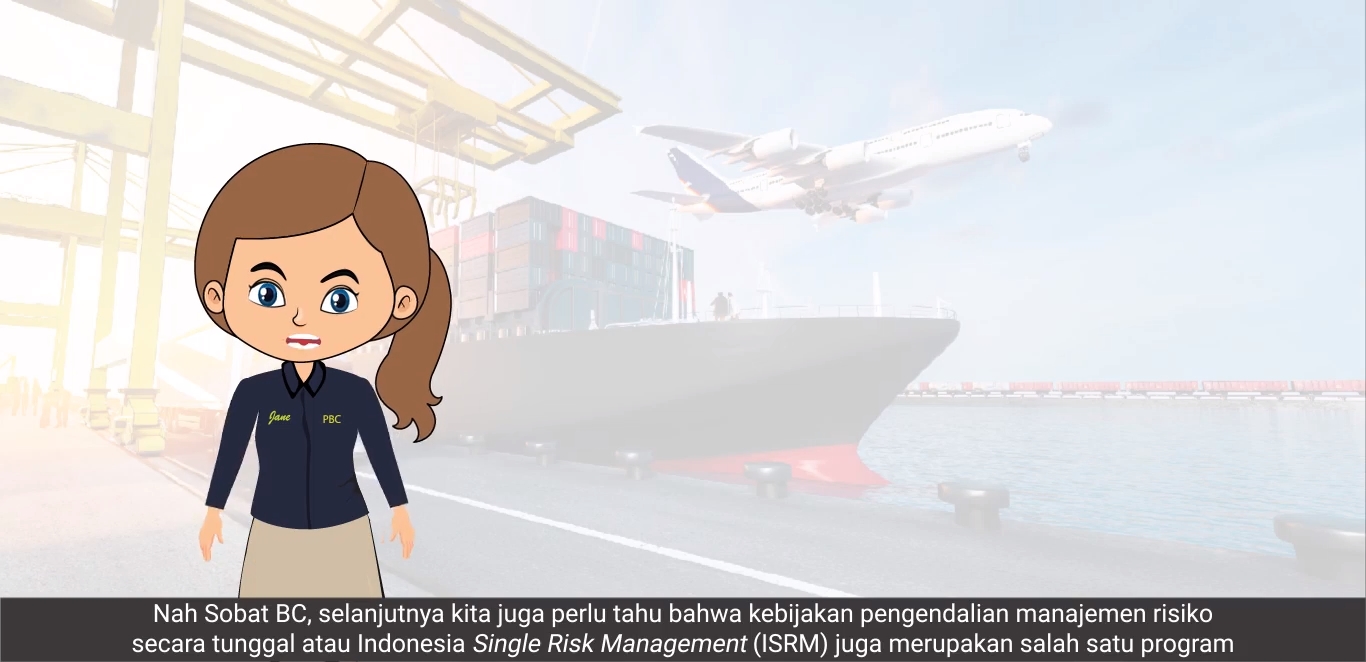 Jane PBC
Nah Sobat BC, selanjutnya kita juga perlu tahu bahwa kebijakan pengendalian manajemen risiko
secara tunggal atau Indonesia Single Risk Management (ISRM) juga merupakan salah satu program